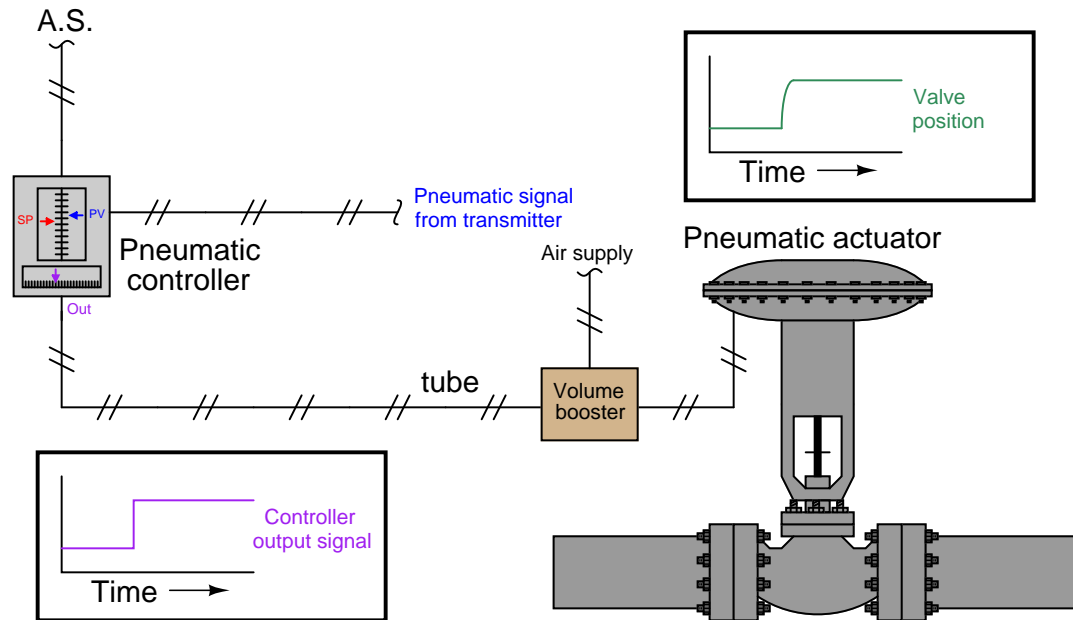 A.S.
SP
PV
Out
Pneumatic
controller
Pneumatic signal
from transmitter
Valve
position
Time
Pneumatic actuator
Air supply
tube
Volume
booster
Controller
output signal
Time